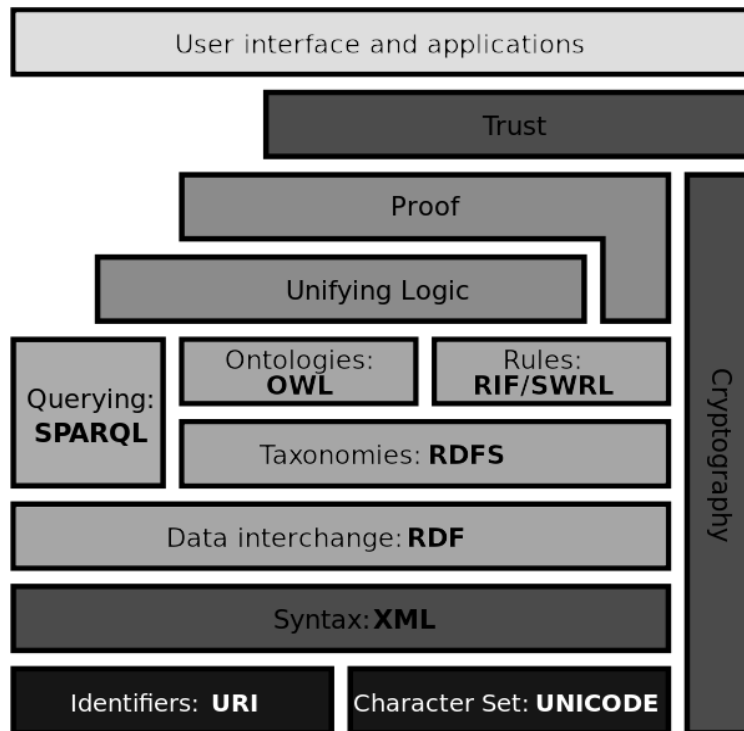 User interface and applications
Trust
Proof
Unifying Logic
Ontologies:
OWL
Rules:
RIF/SWRL
Querying:
SPARQL
Taxonomies: RDFS
Cryptography
Data interchange: RDF
Syntax: XML
Identifiers: URI
Character Set: UNICODE